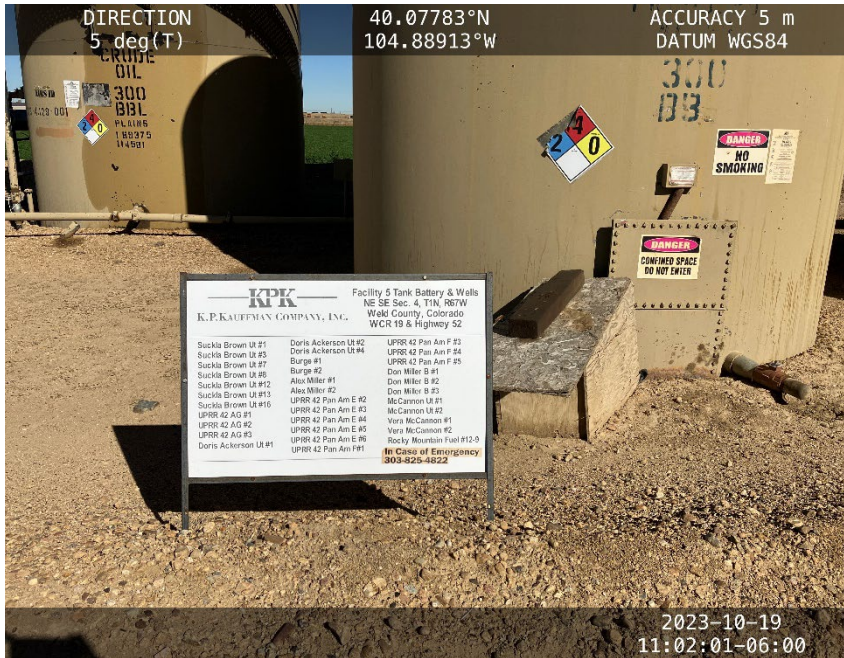 DIRECTION
5 deg(T)
40.07783°N
104.88913°W
ACCURACY 5 m
DATUM WGS84
CRUDE
OIL
300
BBL
PLAINS
2
4
0
300
BB
2
4
0
DANGER
NO
SMOKING
DANGER
CONFINED SPACE
DO NOT ENTER
KPK
K.P.KAUFFMAN COMPANY, INC.
Facility 5 Tank Battery & Wells
NE SE Sec. 4, T1N, R67W
Weld County, Colorado
WCR 19 & Highway 52
Suckla Brown Ut #1
Suckla Brown Ut #3
Suckla Brown Ut #7
Suckla Brown Ut #8
Suckla Brown Ut #12
Suckla Brown Ut #13
Suckla Brown Ut #16
UPRR 42 AG #1
UPRR 42 AG #2
UPRR 42 AG #3
Doris Ackerson Ut #1
Doris Ackerson Ut #2
Doris Ackerson Ut #4
Burge #1
Burge #2
Alex Miller #1
Alex Miller #2
UPRR 42 Pan Am E #2
UPRR 42 Pan Am E #3
UPRR 42 Pan Am E #4
UPRR 42 Pan Am E #5
UPRR 42 Pan Am E #6
UPRR 42 Pan Am F#1
UPRR 42 Pan Am F #3
UPRR 42 Pan Am F #4
UPRR 42 Pan Am F #5
Don Miller B #1
Don Miller B #2
Don Miller B #3
McCannon Ut #1
McCannon Ut #2
Vera McCannon #1
Vera McCannon #2
Rocky Mountain Fuel #12-9
In Case of Emergency
303-825-4822
2023-10-19
11:02:01-06:00